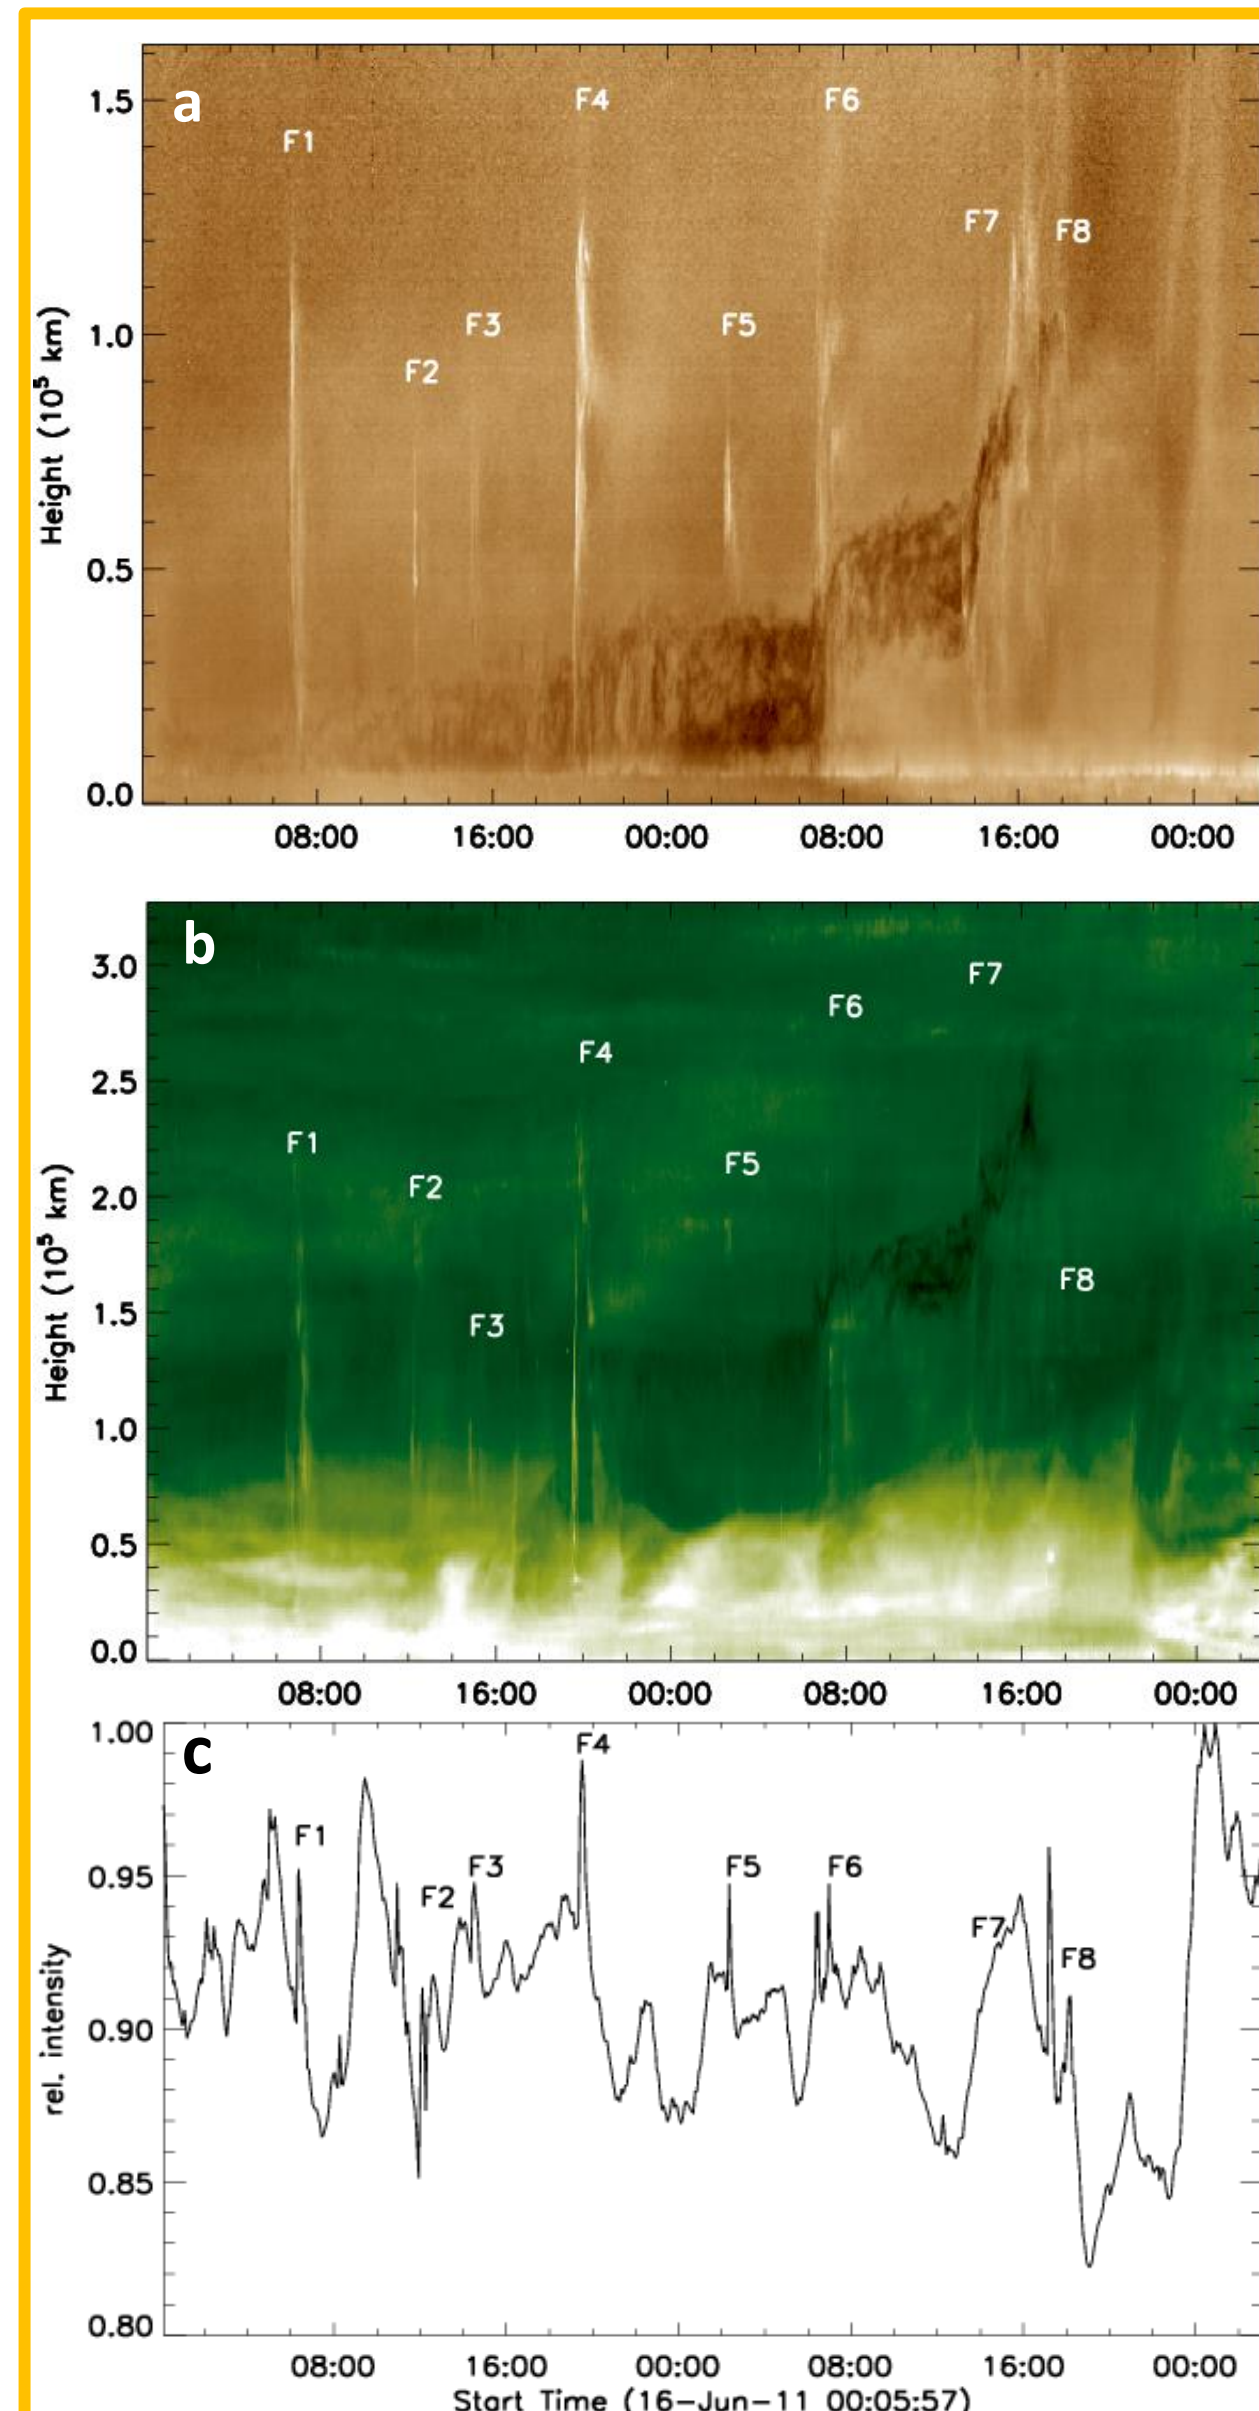 a
F1
F2
F3
F4
F5
F6
F7
F8
1.5
1.0
0.5
0.0
Height (10⁵ km)
08:00 16:00 00:00 08:00 16:00 00:00
b
F1
F2
F3
F4
F5
F6
F7
F8
3.0
2.5
2.0
1.5
1.0
0.5
0.0
Height (10⁵ km)
08:00 16:00 00:00 08:00 16:00 00:00
c
F1
F2
F3
F4
F5
F6
F7
F8
1.00
0.95
0.90
0.85
0.80
rel. intensity
08:00 16:00 00:00 08:00 16:00 00:00
Start Time (16-Jun-11 00:05:57)